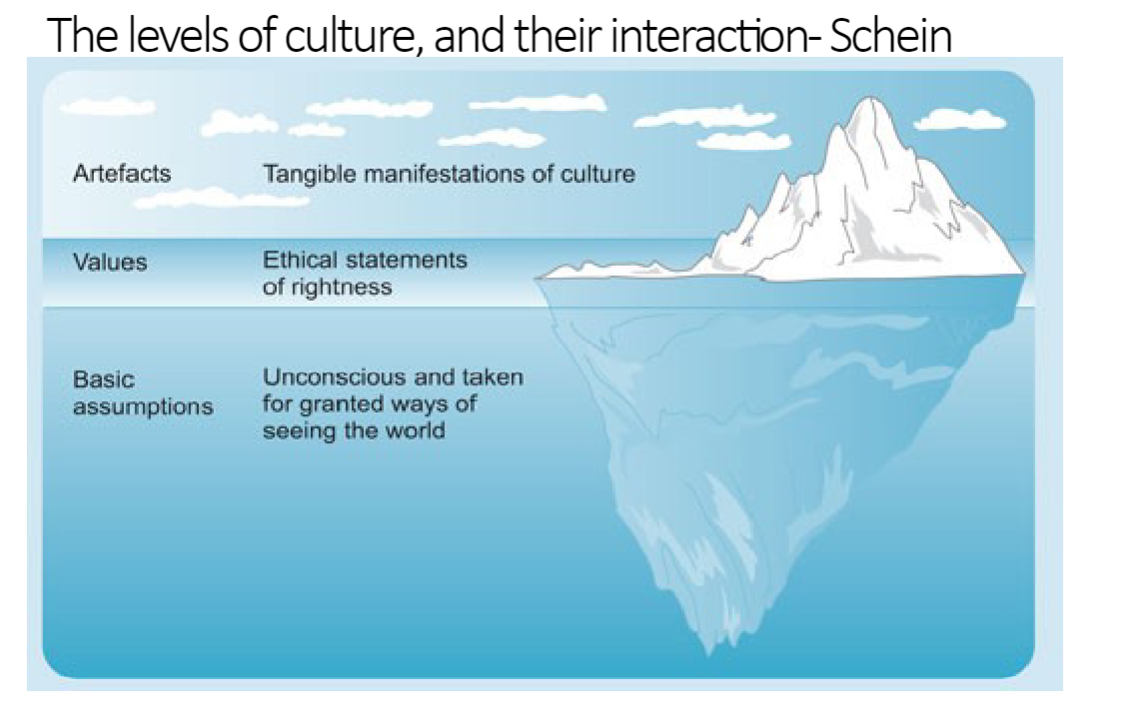 The levels of culture, and their interaction- Schein
Artefacts
Tangible manifestations of culture
Values
Ethical statements
of rightness
Basic
assumptions
Unconscious and taken
for granted ways of
seeing the world